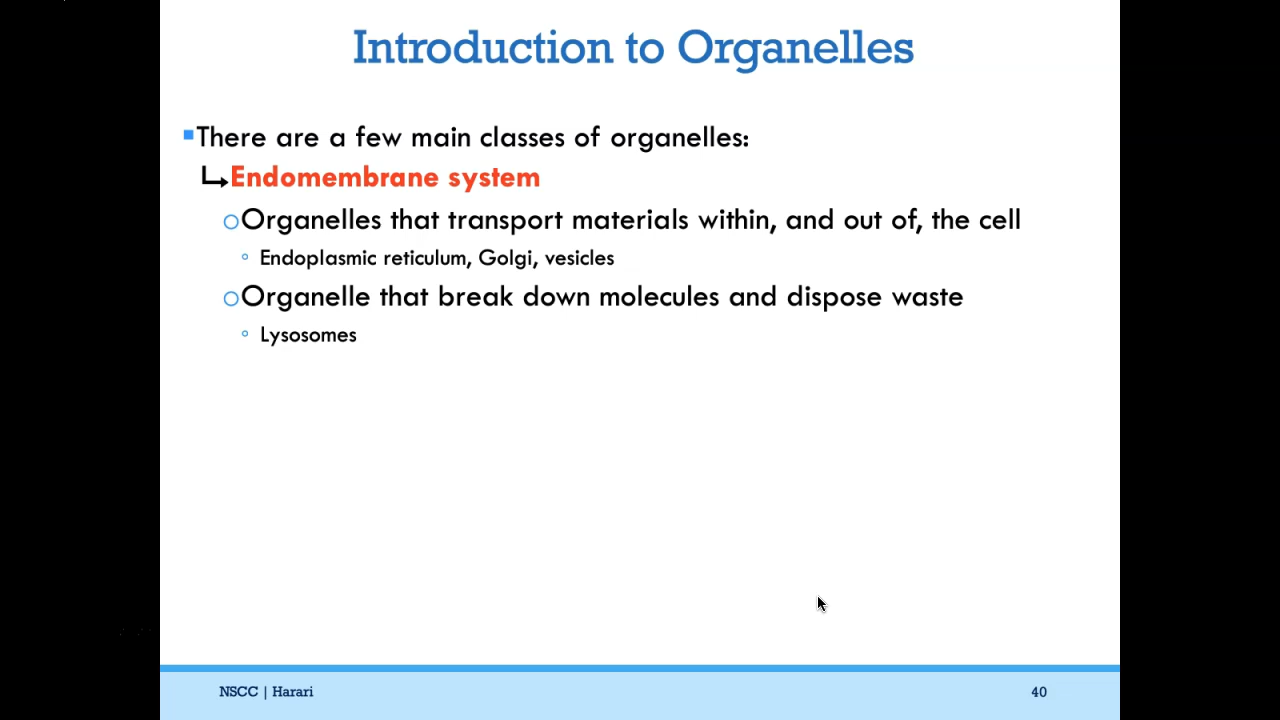 Introduction to Organelles
There are a few main classes of organelles:
Endomembrane system
Organelles that transport materials within, and out of, the cell
Endoplasmic reticulum, Golgi, vesicles
Organelle that break down molecules and dispose waste
Lysosomes
NSCC | Harari
40